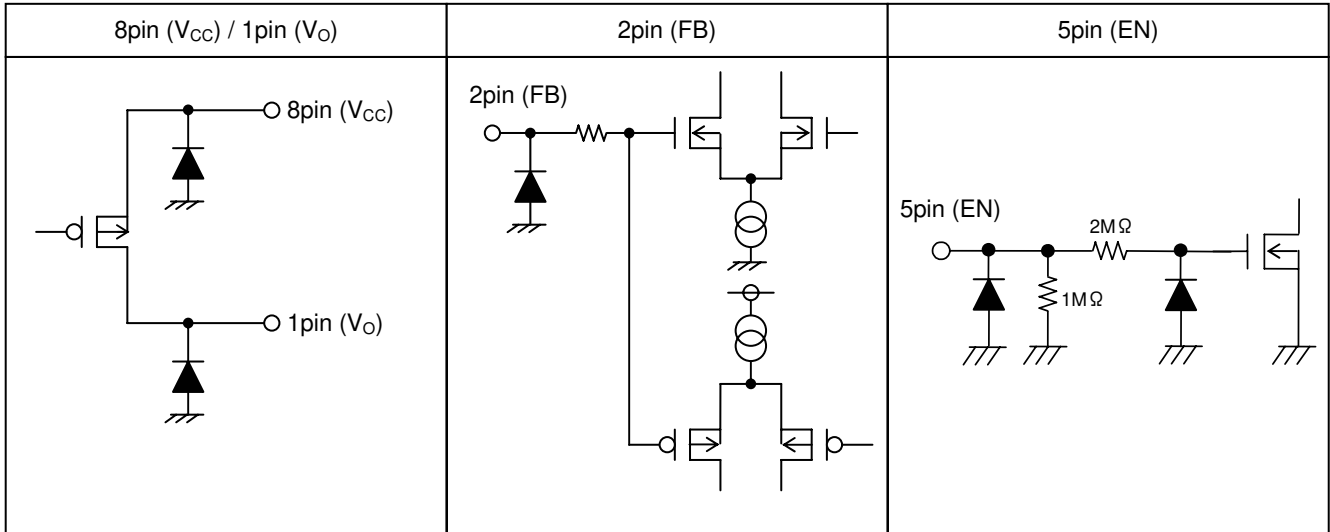 8pin (VCC) / 1pin (VO)
2pin (FB)
5pin (EN)
8pin (VCC)
1pin (VO)
2pin (FB)
5pin (EN)
2MΩ
1MΩ